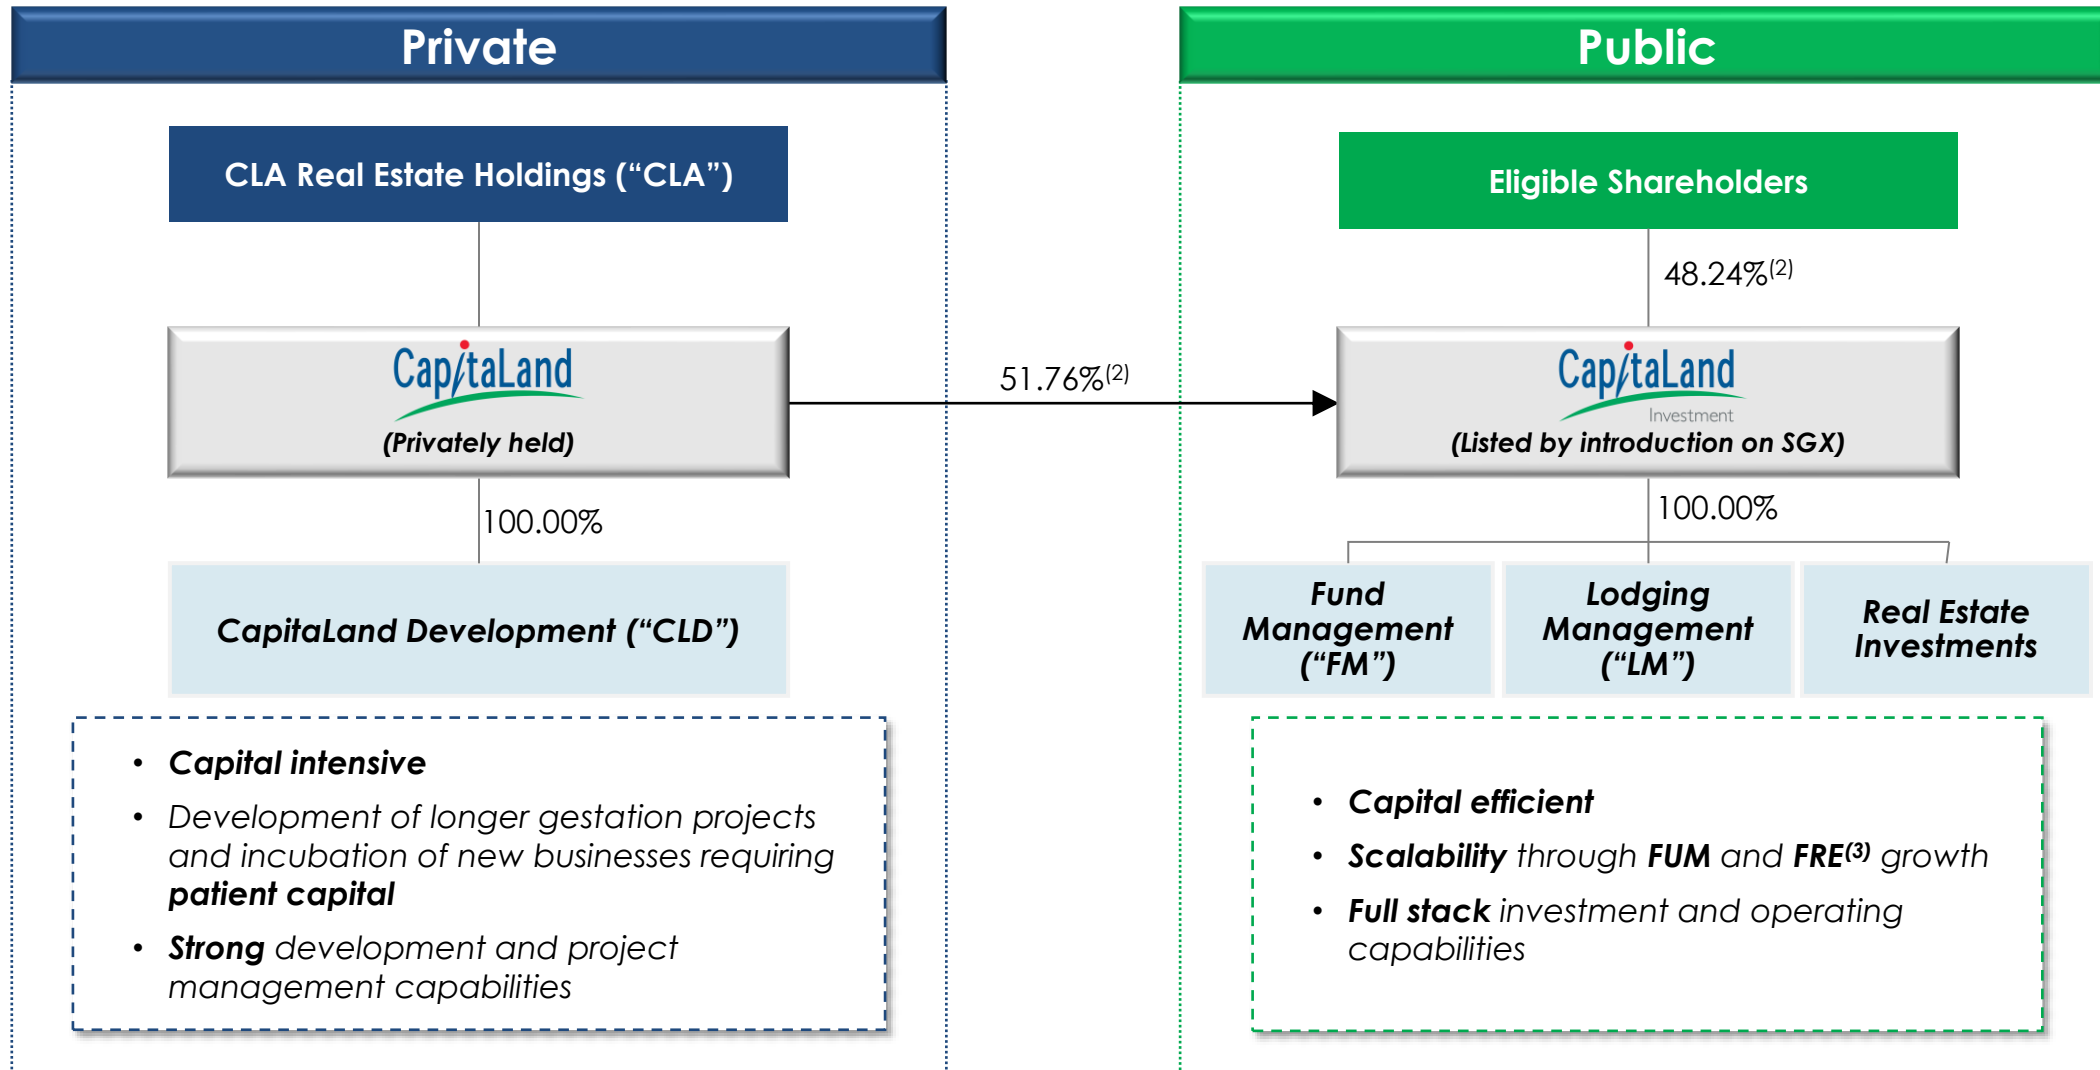 Private
CLA Real Estate Holdings (“CLA”)
CapitaLand
(Privately held)
100.00%
CapitaLand Development (“CLD”)
• Capital intensive
• Development of longer gestation projects
and incubation of new businesses requiring
patient capital
• Strong development and project
management capabilities
51.76%(2)
Public
Eligible Shareholders
48.24%(2)
CapitaLand
Investment
(Listed by introduction on SGX)
100.00%
Fund
Management
(“FM”)
Lodging
Management
(“LM”)
Real Estate
Investments
• Capital efficient
• Scalability through FUM and FRE(3) growth
• Full stack investment and operating
capabilities